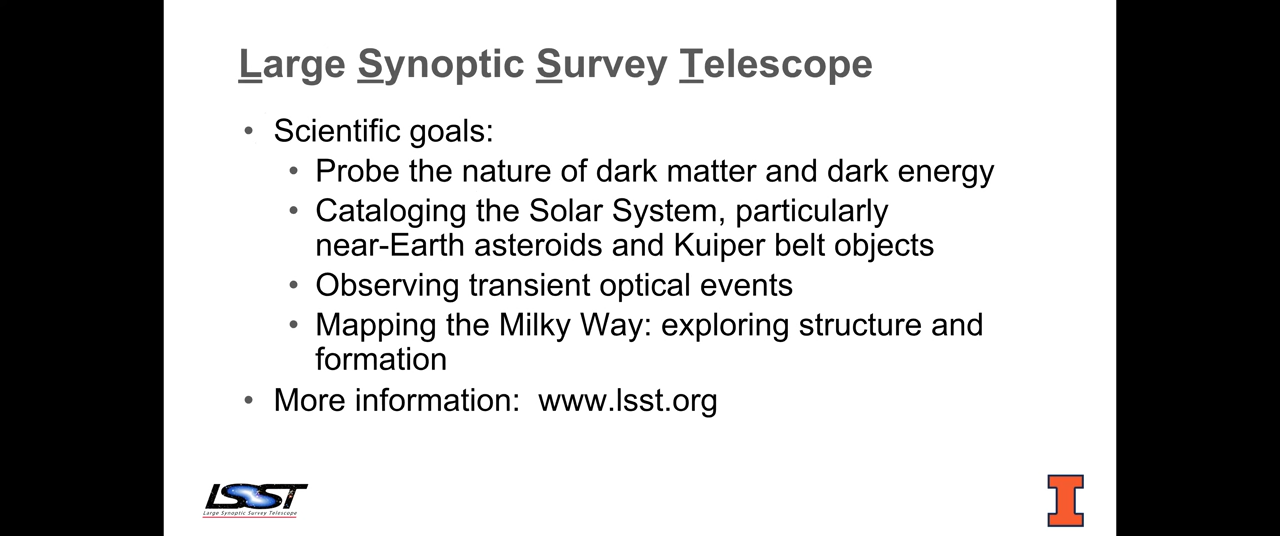 Large Synoptic Survey Telescope
• Scientific goals:
• Probe the nature of dark matter and dark energy
• Cataloging the Solar System, particularly
near-Earth asteroids and Kuiper belt objects
• Observing transient optical events
• Mapping the Milky Way: exploring structure and
formation
• More information:  www.lsst.org
LSST
Large Synoptic Survey Telescope
I